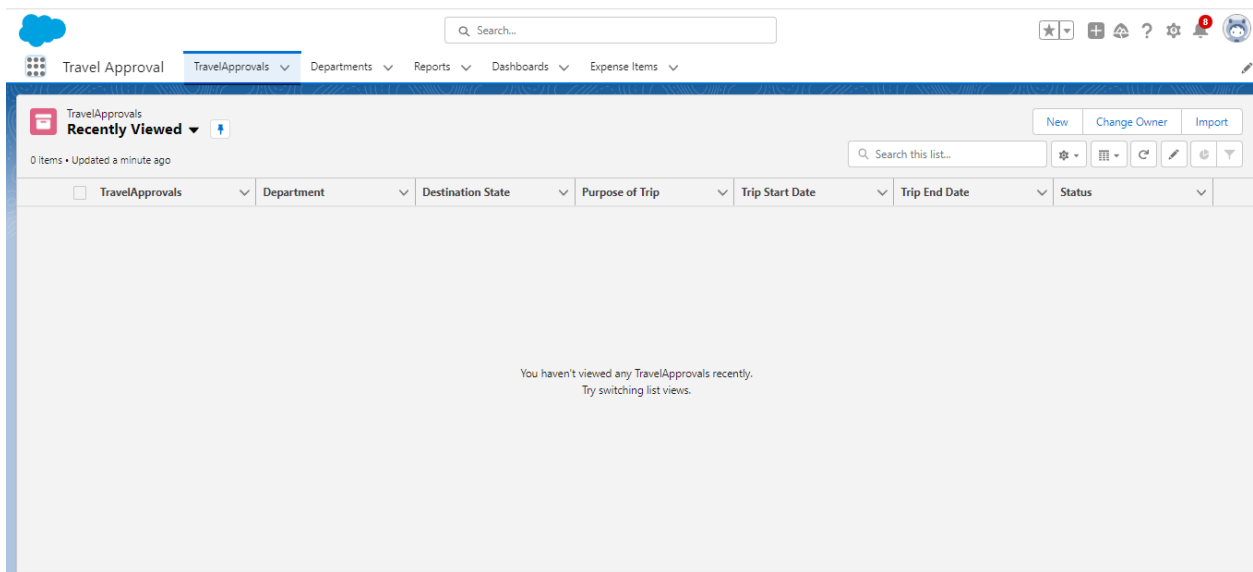 Search...
8
Travel Approval TravelApprovals Departments Reports Dashboards Expense Items
TravelApprovals
Recently Viewed
New Change Owner Import
0 items • Updated a minute ago
Search this list...
TravelApprovals Department Destination State Purpose of Trip Trip Start Date Trip End Date Status
You haven't viewed any TravelApprovals recently.
Try switching list views.